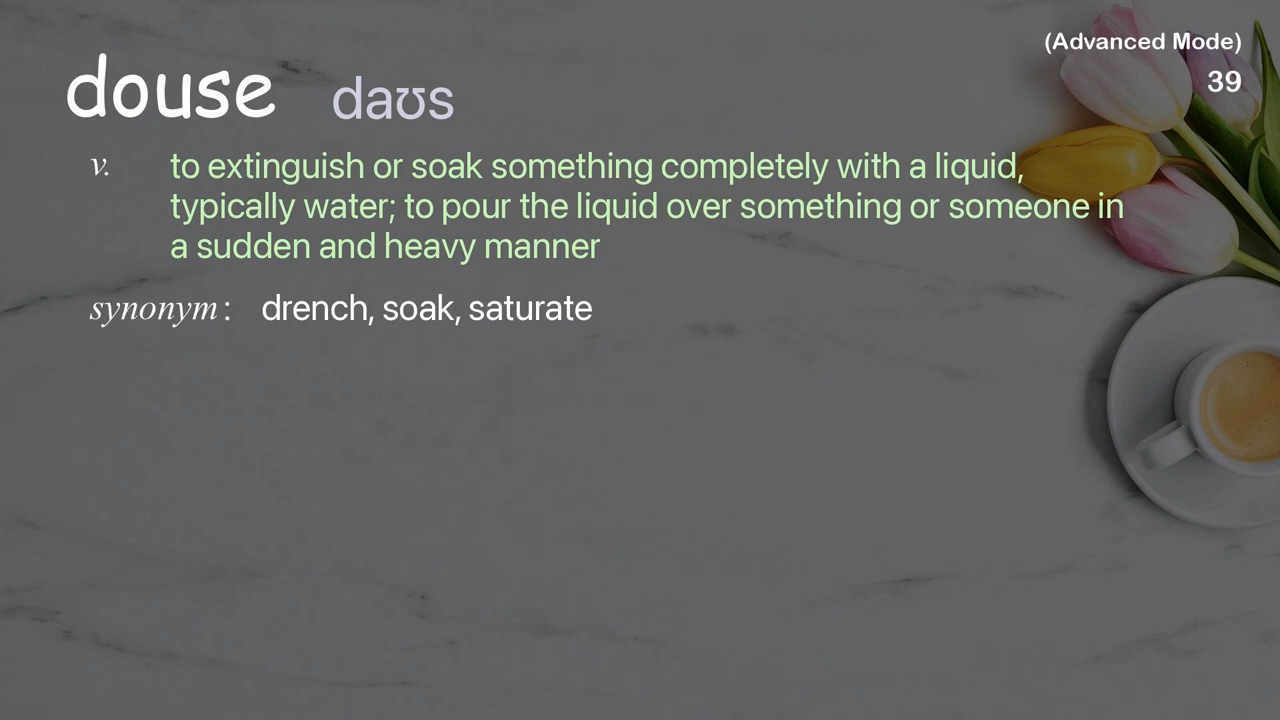 (Advanced Mode)
39
douse daʊs
v. to extinguish or soak something completely with a liquid,
typically water; to pour the liquid over something or someone in
a sudden and heavy manner
synonym: drench, soak, saturate